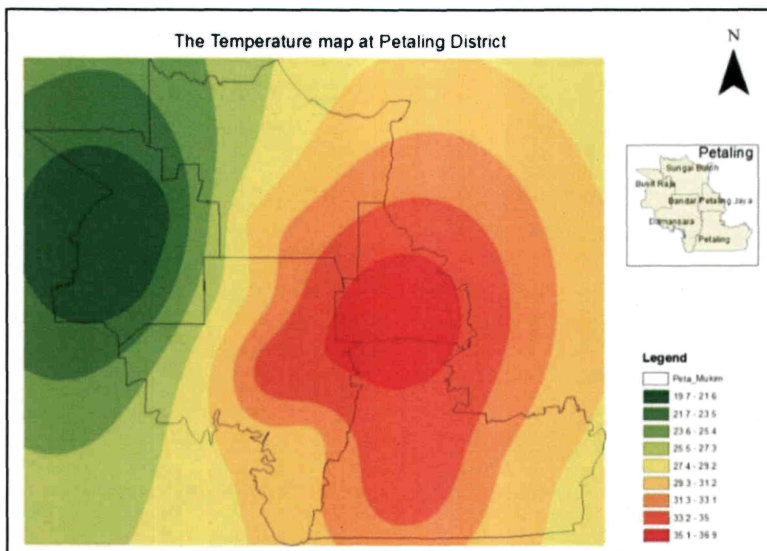 The Temperature map at Petaling District
N
Petaling
Sungai Buloh
Bukit Raja
Bandar Petaling Jaya
Damansara
Petaling
Legend
Peta_Mukim
19.7 - 21.6
21.7 - 23.5
23.6 - 25.4
25.5 - 27.3
27.4 - 29.2
29.3 - 31.2
31.3 - 33.1
33.2 - 35
35.1 - 36.9